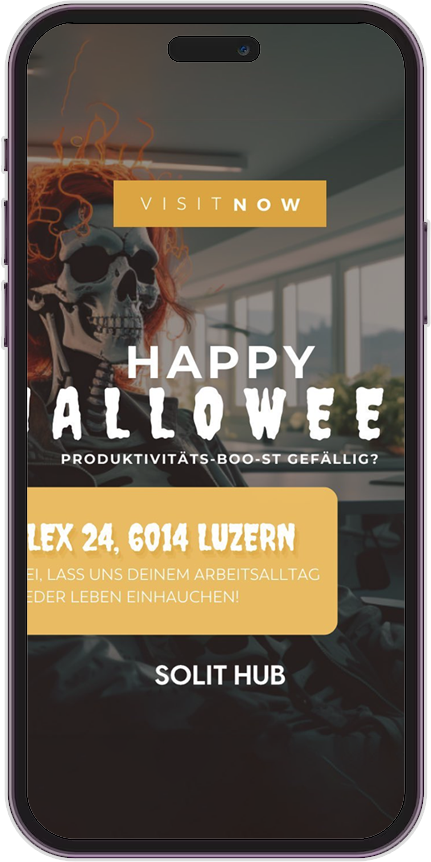 VISIT NOW
HAPPY
ALLOWEE
PRODUKTIVITÄTS-BOO-ST GEFÄLLIG?
LEX 24, 6014 LUZERN
EI, LASS UNS DEINEM ARBEITSALLTAG
EDER LEBEN EINHAUCHEN!
SOLIT HUB